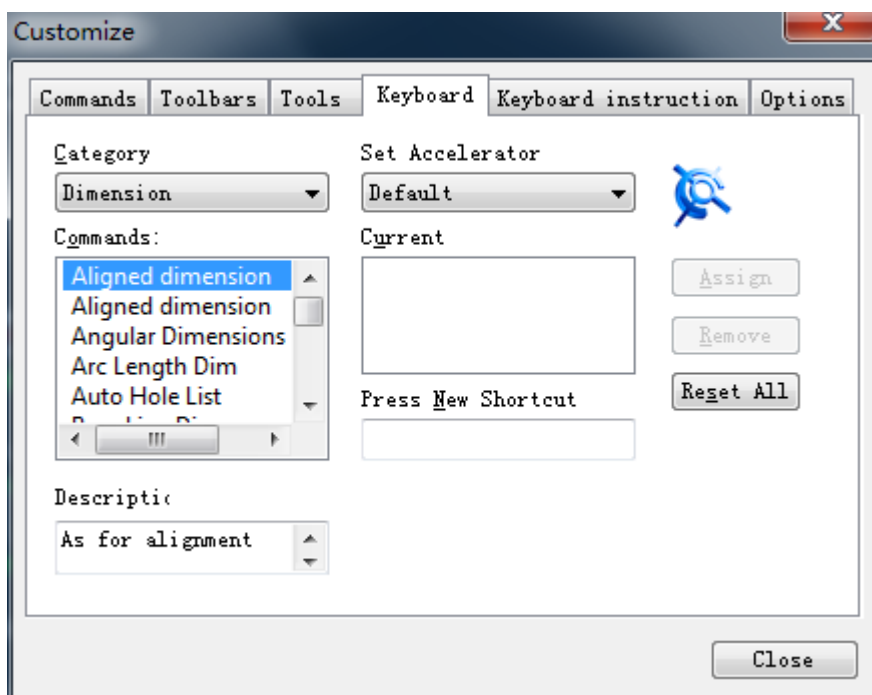 Customize
Commands Toolbars Tools Keyboard Keyboard instruction Options
Category Set Accelerator
Dimension Default
Commands: Current
Aligned dimension
Aligned dimension
Angular Dimensions
Arc Length Dim
Auto Hole List
Assign
Remove
Press New Shortcut Reset All
Descriptic
As for alignment
Close